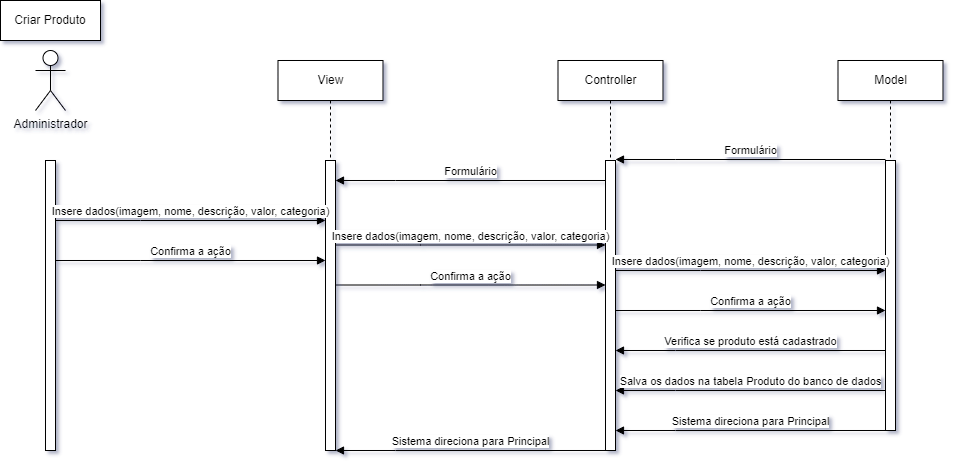 Criar Produto
Administrador
View
Controller
Model
Formulário
Formulário
Insere dados(imagem, nome, descrição, valor, categoria)
Insere dados(imagem, nome, descrição, valor, categoria)
Confirma a ação
Insere dados(imagem, nome, descrição, valor, categoria)
Confirma a ação
Confirma a ação
Verifica se produto está cadastrado
Salva os dados na tabela Produto do banco de dados
Sistema direciona para Principal
Sistema direciona para Principal